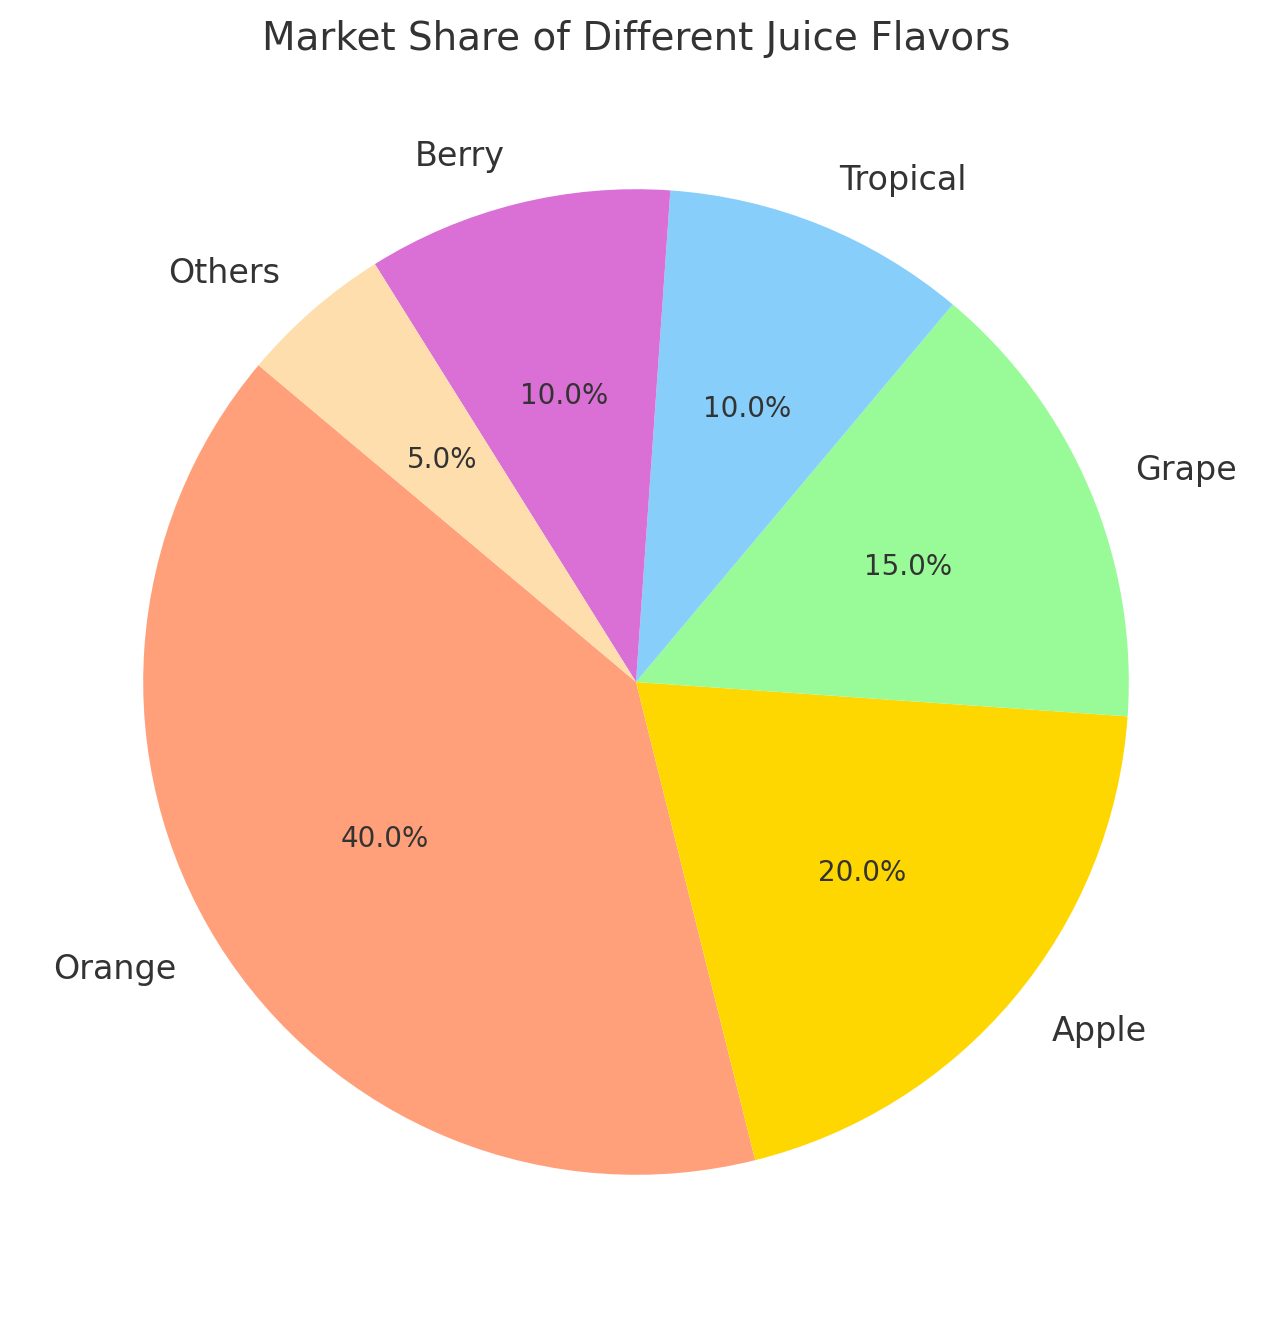 Market Share of Different Juice Flavors
Berry
Tropical
Others
10.0%
10.0%
5.0%
Grape
15.0%
40.0%
20.0%
Orange
Apple